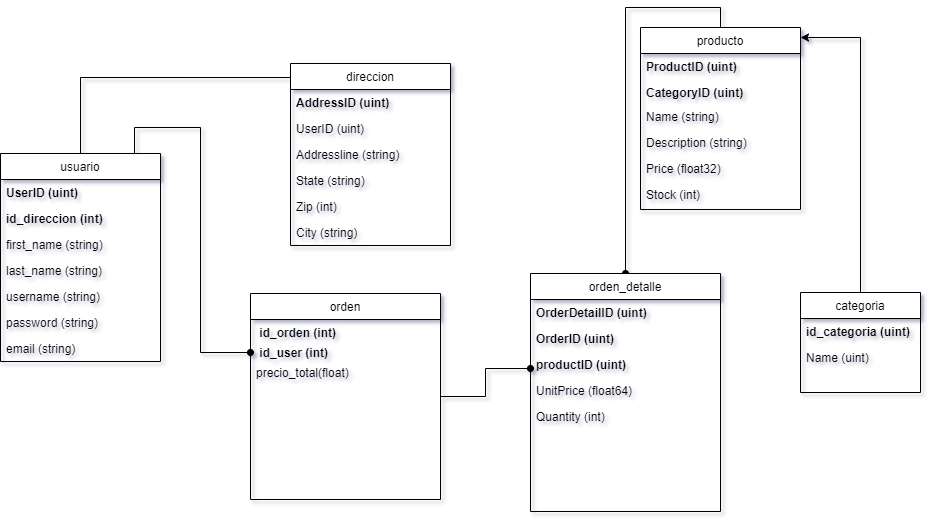 producto
ProductID (uint)
CategoryID (uint)
Name (string)
Description (string)
Price (float32)
Stock (int)
direccion
AddressID (uint)
UserID (uint)
Addressline (string)
State (string)
Zip (int)
City (string)
usuario
UserID (uint)
id_direccion (int)
first_name (string)
last_name (string)
username (string)
password (string)
email (string)
orden
id_orden (int)
id_user (int)
precio_total(float)
orden_detalle
OrderDetailID (uint)
OrderID (uint)
productID (uint)
UnitPrice (float64)
Quantity (int)
categoria
id_categoria (uint)
Name (uint)